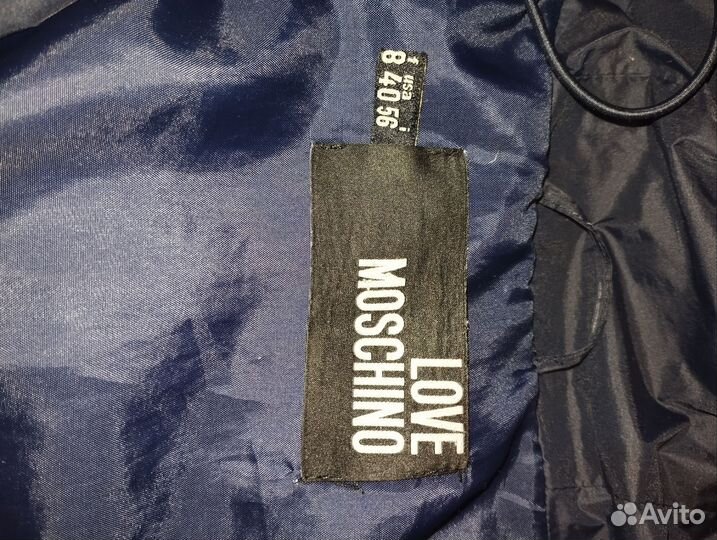 f usa i
8 40 56
LOVE
MOSCHINO
Avito